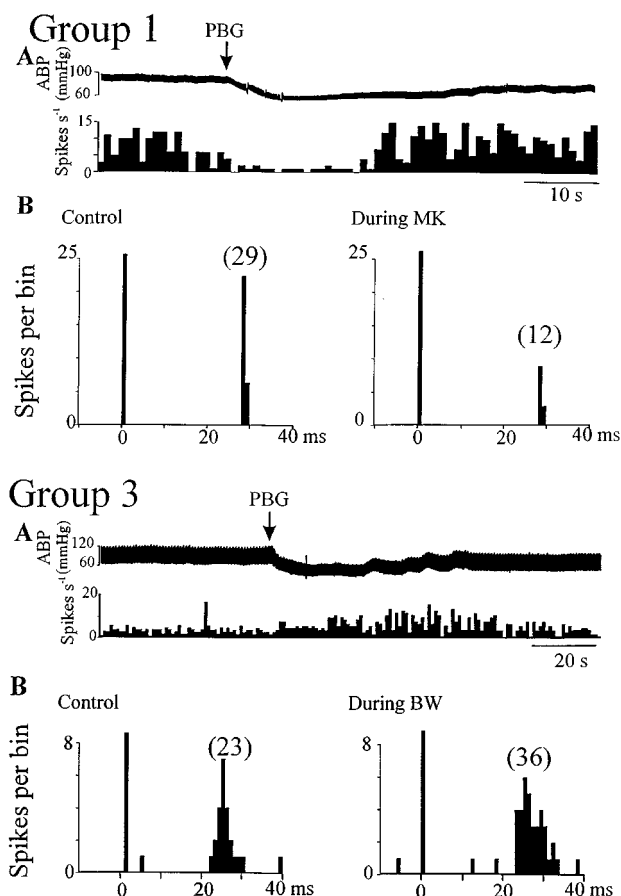 Group 1
PBG
A
ABP
(mmHg)
100
60
Spikes s⁻¹
15
0
10 s
B
Control
During MK
Spikes per bin
25
(29)
0
0 20 40 ms
25
(12)
0
0 20 40 ms
Group 3
PBG
A
ABP
(mmHg)
120
60
Spikes s⁻¹
20
0
20 s
B
Control
During BW
Spikes per bin
8
(23)
0
0 20 40 ms
8
(36)
0
0 20 40 ms